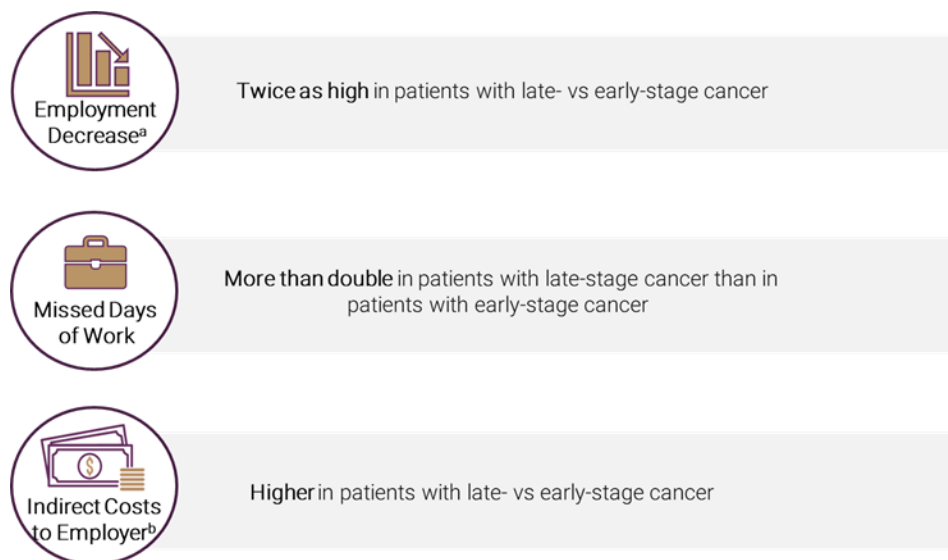 Employment
Decreaseᵃ
Twice as high in patients with late- vs early-stage cancer
Missed Days
of Work
More than double in patients with late-stage cancer than in
patients with early-stage cancer
$
Indirect Costs
to Employerᵇ
Higher in patients with late- vs early-stage cancer